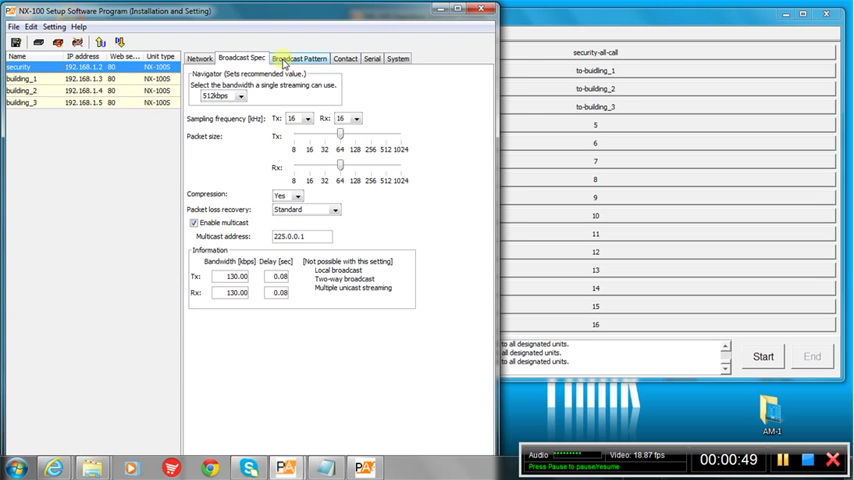 NX-100 Setup Software Program (Installation and Setting)
File Edit Setting Help
Name IP address Web se... Unit type
security 192.168.1.2 80 NX-100S
building_1 192.168.1.3 80 NX-100S
building_2 192.168.1.4 80 NX-100S
building_3 192.168.1.5 80 NX-100S
Network Broadcast Spec Broadcast Pattern Contact Serial System
Navigator (Sets recommended value.)
Select the bandwidth a single streaming can use.
512kbps
Sampling frequency [kHz]: Tx: 16 Rx: 16
Packet size: Tx:
8 16 32 64 128 256 512 1024
Rx:
8 16 32 64 128 256 512 1024
Compression: Yes
Packet loss recovery: Standard
Enable multicast
Multicast address: 225.0.0.1
Information
Bandwidth [kbps] Delay [sec] [Not possible with this setting]
Local broadcast
Tx: 130.00 0.08 Two-way broadcast
Multiple unicast streaming
Rx: 130.00 0.08
security-all-call
to-buidling_1
to-building_2
to-building_3
5
6
7
8
9
10
11
12
13
14
15
16
to all designated units.
to all designated units.
to all designated units.
Start End
AM-1
Audio Video: 18.87 fps
Press Pause to pause/resume
00:00:49